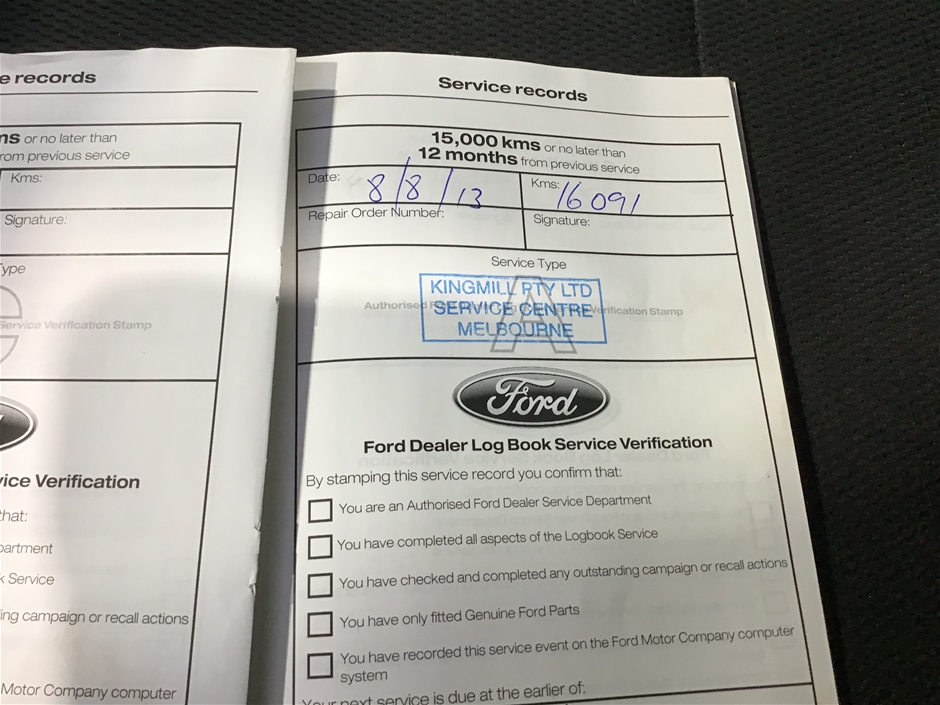 e records
ns or no later than
rom previous service
Kms:
Signature:
ype
Service Verification Stamp
vice Verification
that:
partment
k Service
ing campaign or recall actions
Motor Company computer
Service records
15,000 kms or no later than
12 months from previous service
Date: 8/8/13
Kms: 16091
Repair Order Number:
Signature:
Service Type
A
KINGMILL PTY LTD
Authorised SERVICE CENTRE Verification Stamp
MELBOURNE
Ford
Ford Dealer Log Book Service Verification
By stamping this service record you confirm that:
You are an Authorised Ford Dealer Service Department
You have completed all aspects of the Logbook Service
You have checked and completed any outstanding campaign or recall actions
You have only fitted Genuine Ford Parts
You have recorded this service event on the Ford Motor Company computer
system
Your next service is due at the earlier of: